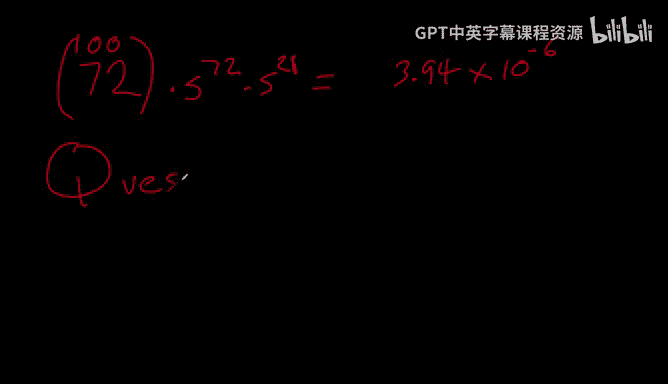 GPT中英字幕课程资源 bilibili
(100 72) · 5^72 · 5^28 = 3.94 x 10^-6
Ques